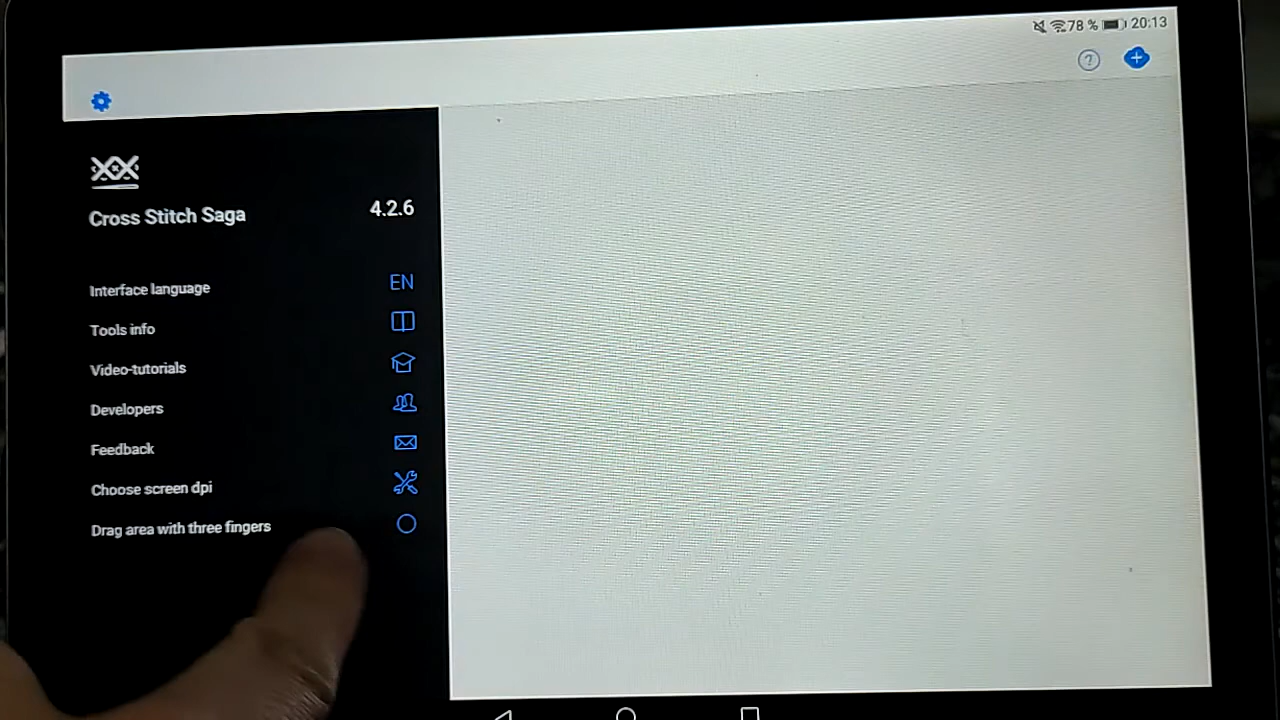 78 % 20:13
?
Cross Stitch Saga 4.2.6
Interface language EN
Tools info
Video-tutorials
Developers
Feedback
Choose screen dpi
Drag area with three fingers